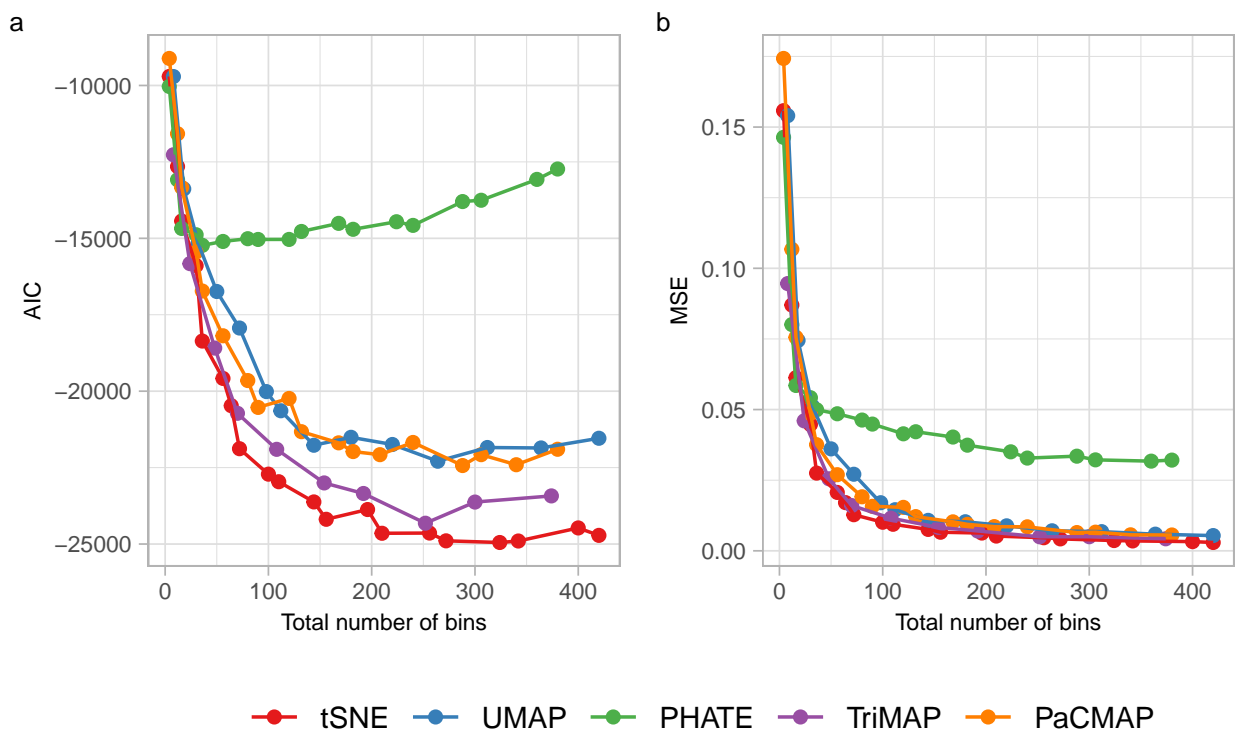 a
b
AIC
−10000
−15000
−20000
−25000
0 100 200 300 400
Total number of bins
MSE
0.15
0.10
0.05
0.00
0 100 200 300 400
Total number of bins
tSNE UMAP PHATE TriMAP PaCMAP